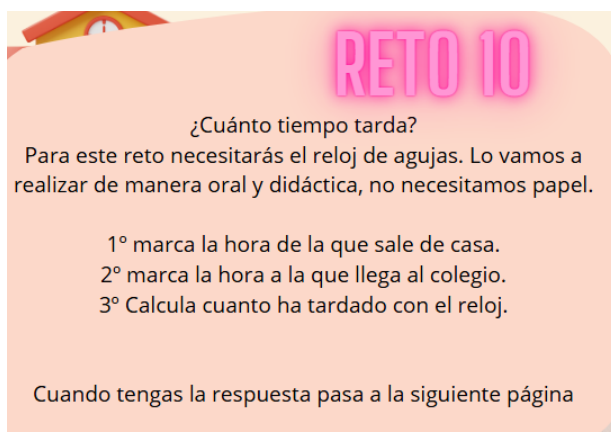 RETO 10
¿Cuánto tiempo tarda?
Para este reto necesitarás el reloj de agujas. Lo vamos a
realizar de manera oral y didáctica, no necesitamos papel.
1º marca la hora de la que sale de casa.
2º marca la hora a la que llega al colegio.
3º Calcula cuanto ha tardado con el reloj.
Cuando tengas la respuesta pasa a la siguiente página